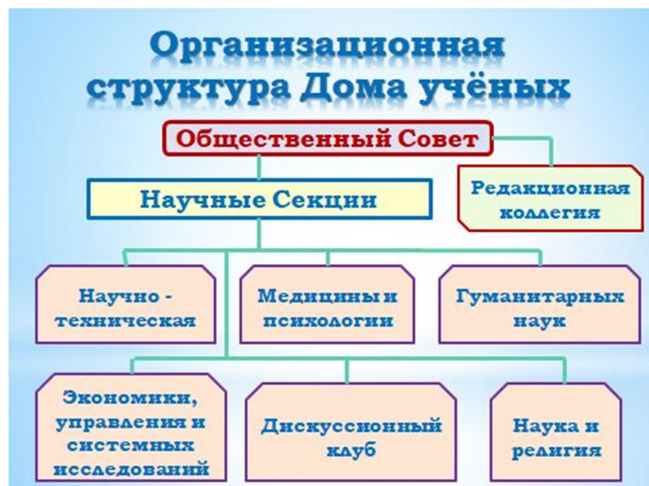 Организационная
структура Дома учёных
Общественный Совет
Научные Секции
Редакционная
коллегия
Научно -
техническая
Медицины и
психологии
Гуманитарных
наук
Экономики,
управления и
системных
исследований
Дискуссионный
клуб
Наука и
религия